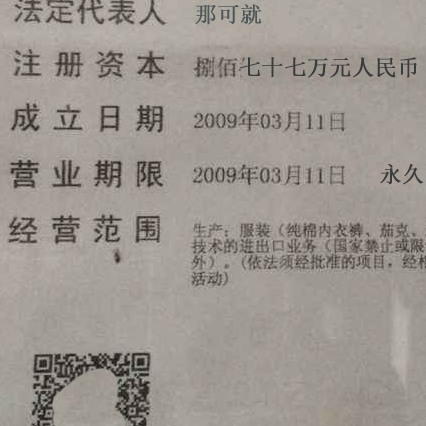 法定代表人 那可就
注册资本 捌佰七十七万元人民币
成立日期 2009年03月11日
营业期限 2009年03月11日 永久
经营范围 生产：服装（纯棉内衣裤、茄克、
技术的进出口业务（国家禁止或限
外）。(依法须经批准的项目，经相
活动)